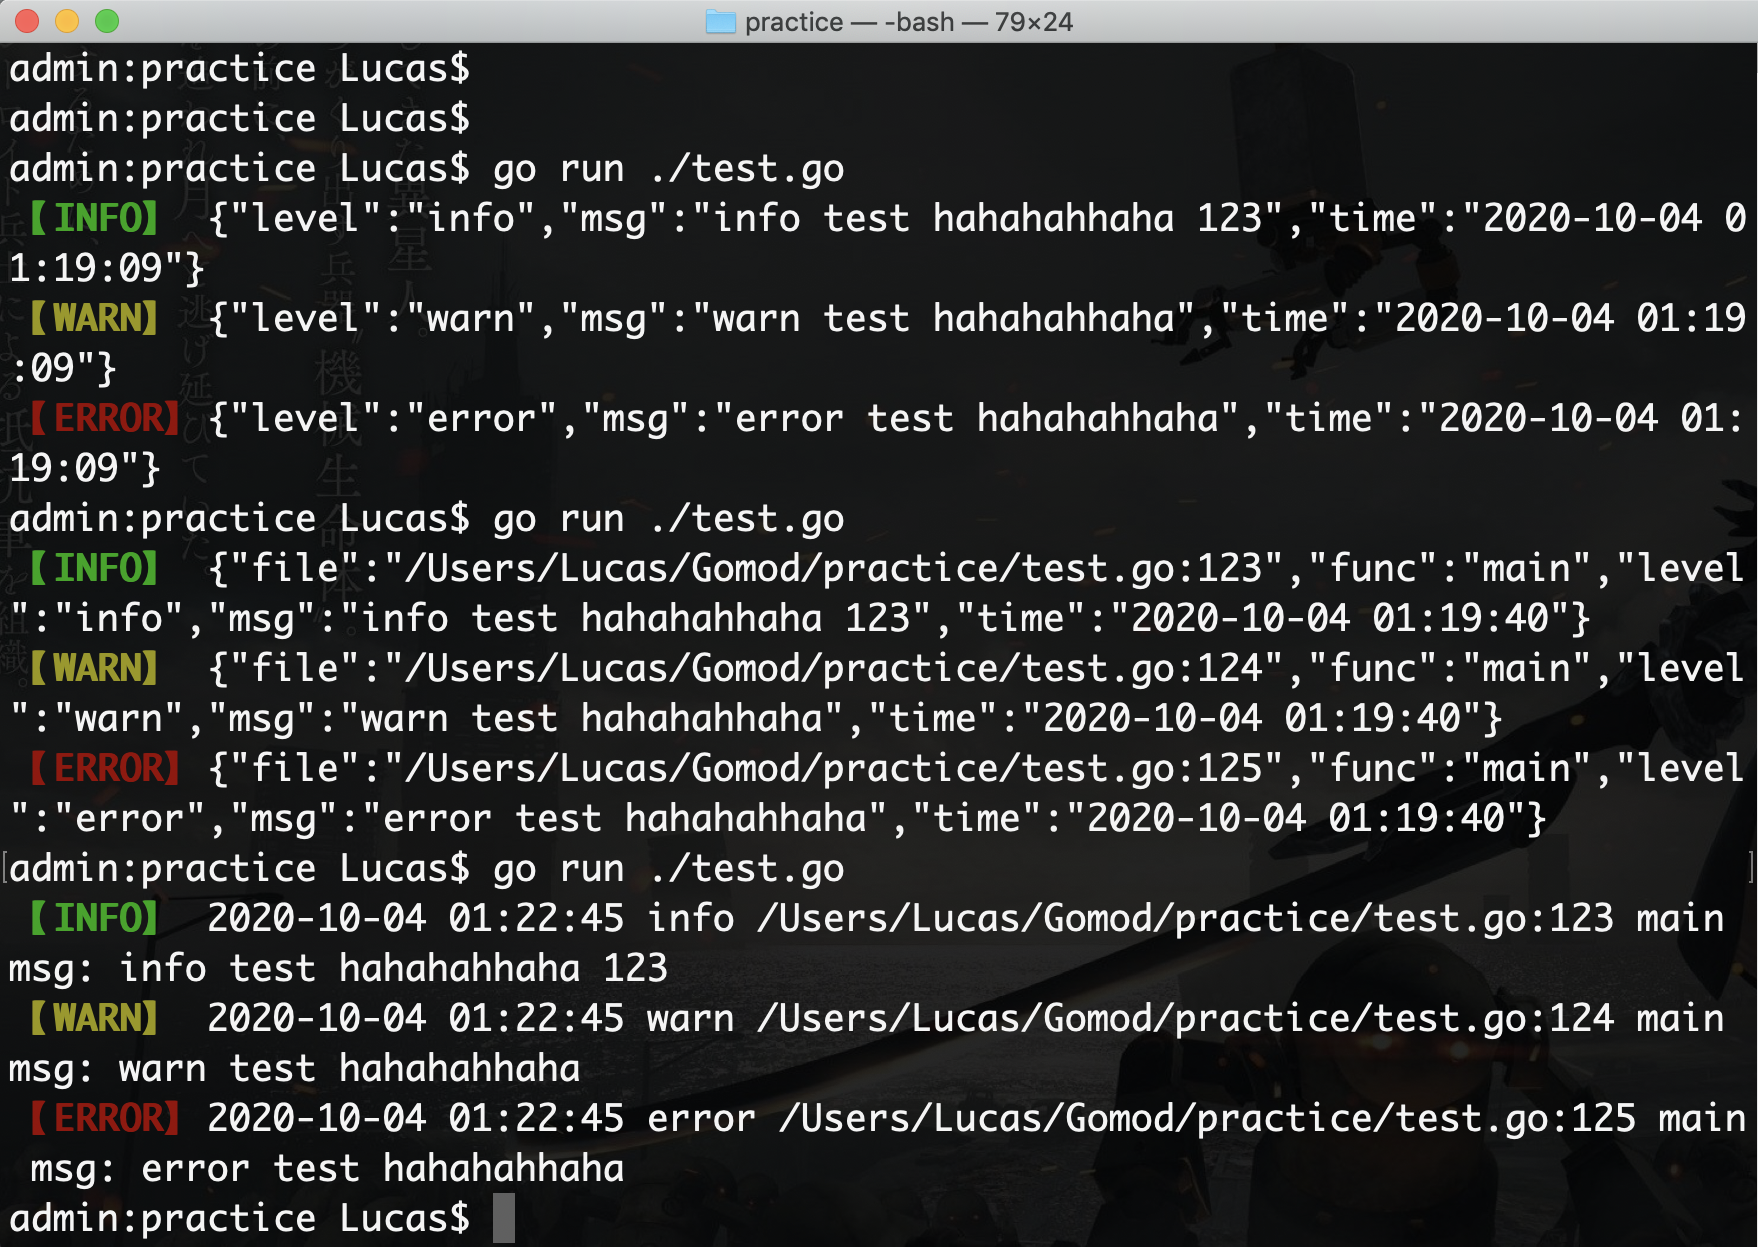 practice — -bash — 79×24
admin:practice Lucas$
admin:practice Lucas$
admin:practice Lucas$ go run ./test.go
【INFO】 {"level":"info","msg":"info test hahahahhaha 123","time":"2020-10-04 0
1:19:09"}
【WARN】 {"level":"warn","msg":"warn test hahahahhaha","time":"2020-10-04 01:19
:09"}
【ERROR】 {"level":"error","msg":"error test hahahahhaha","time":"2020-10-04 01:
19:09"}
admin:practice Lucas$ go run ./test.go
【INFO】 {"file":"/Users/Lucas/Gomod/practice/test.go:123","func":"main","level
":"info","msg":"info test hahahahhaha 123","time":"2020-10-04 01:19:40"}
【WARN】 {"file":"/Users/Lucas/Gomod/practice/test.go:124","func":"main","level
":"warn","msg":"warn test hahahahhaha","time":"2020-10-04 01:19:40"}
【ERROR】 {"file":"/Users/Lucas/Gomod/practice/test.go:125","func":"main","level
":"error","msg":"error test hahahahhaha","time":"2020-10-04 01:19:40"}
[admin:practice Lucas$ go run ./test.go ]
【INFO】 2020-10-04 01:22:45 info /Users/Lucas/Gomod/practice/test.go:123 main
msg: info test hahahahhaha 123
【WARN】 2020-10-04 01:22:45 warn /Users/Lucas/Gomod/practice/test.go:124 main
msg: warn test hahahahhaha
【ERROR】 2020-10-04 01:22:45 error /Users/Lucas/Gomod/practice/test.go:125 main
 msg: error test hahahahhaha
admin:practice Lucas$